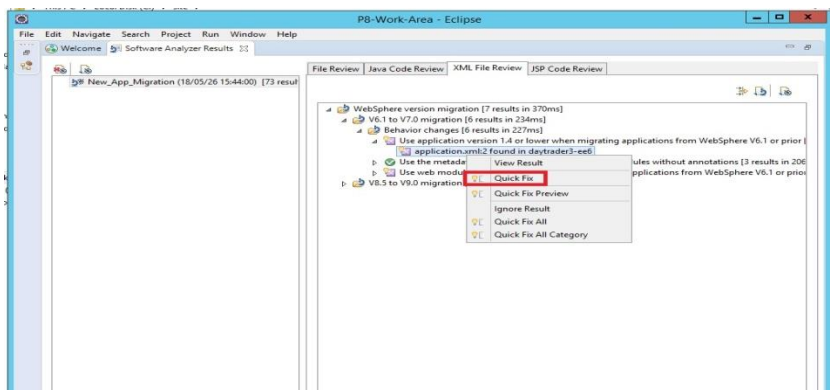 P8-Work-Area - Eclipse
File Edit Navigate Search Project Run Window Help
Welcome Software Analyzer Results
New_App_Migration (18/05/26 15:44:00) [73 resul
File Review Java Code Review XML File Review JSP Code Review
WebSphere version migration [7 results in 370ms]
V6.1 to V7.0 migration [6 results in 234ms]
Behavior changes [6 results in 227ms]
Use application version 1.4 or lower when migrating applications from WebSphere V6.1 or prior [
application.xml:2 found in daytrader3-ee6
Use the metada ules without annotations [3 results in 206
Use web modu pplications from WebSphere V6.1 or prior
V8.5 to V9.0 migration
View Result
Quick Fix
Quick Fix Preview
Ignore Result
Quick Fix All
Quick Fix All Category